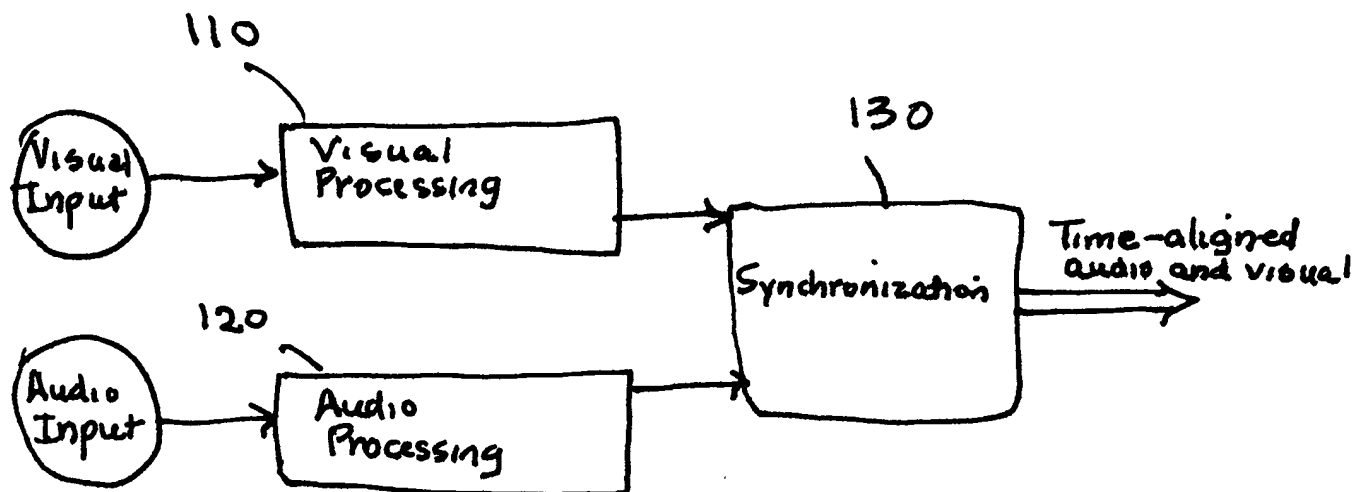 110
Visual
Input
Visual
Processing
130
Synchronization
Time-aligned
audio and visual
120
Audio
Input
Audio
Processing